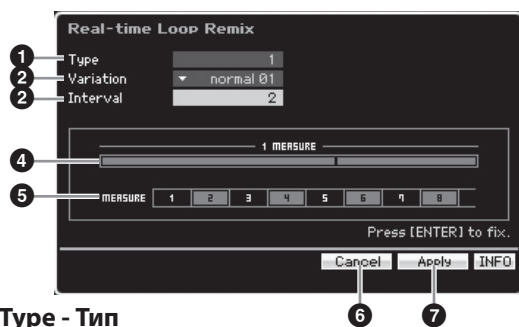 Real-time Loop Remix
1 Type 1
2 Variation normal 01
2 Interval 2
1 MEASURE
4
5 MEASURE 1 2 3 4 5 6 7 8
Press [ENTER] to fix.
Cancel Apply INFO
6 7
Type - Тип